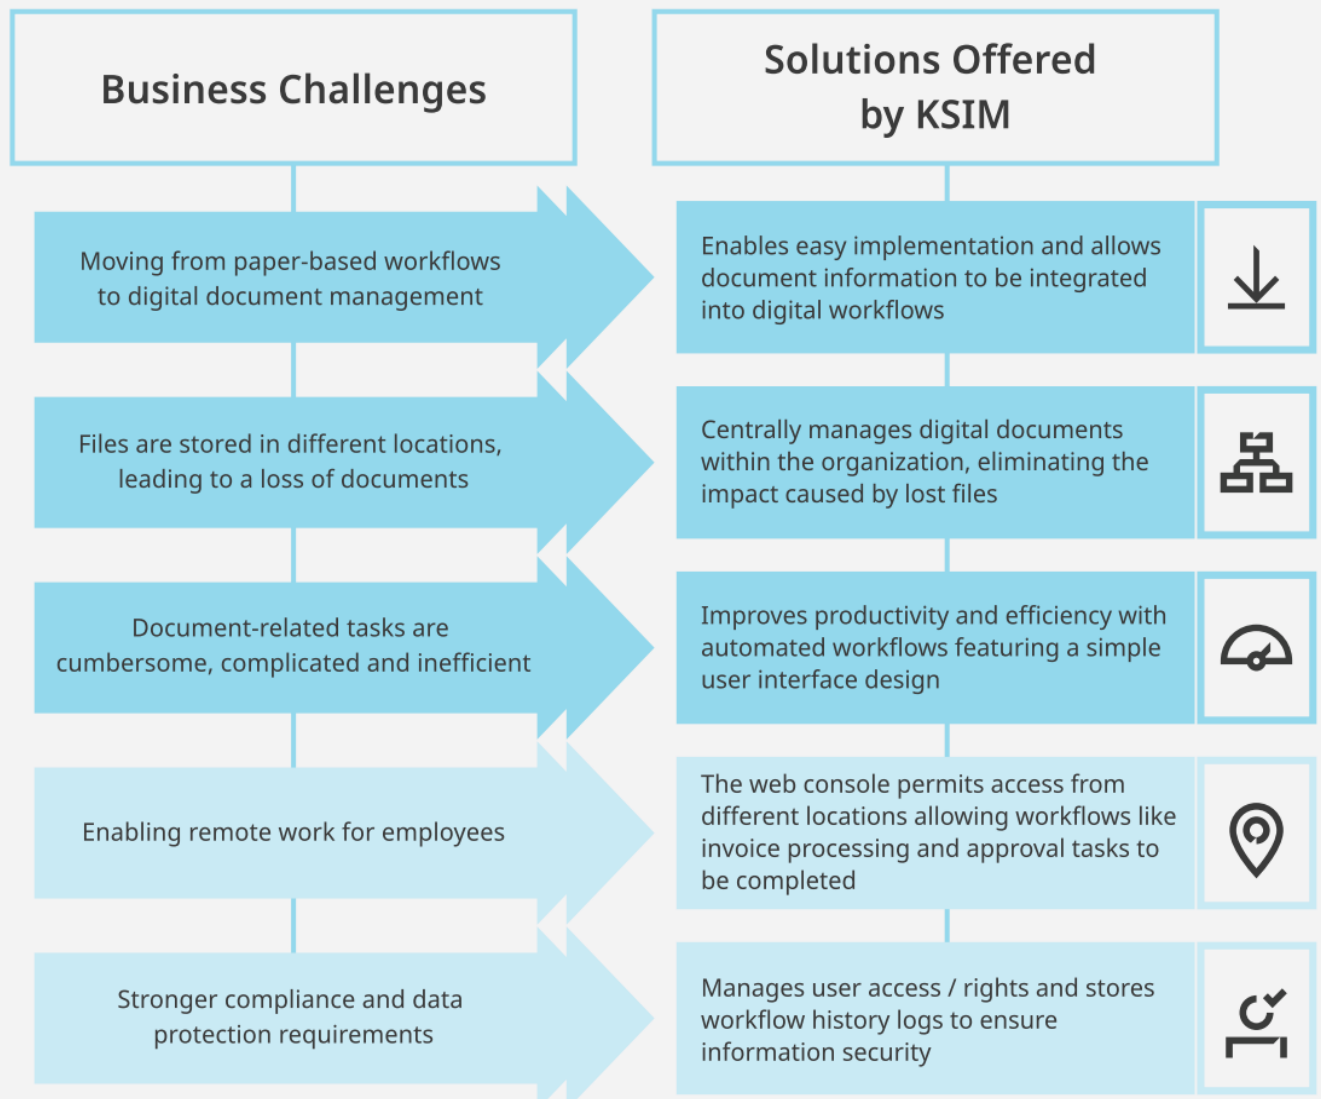 Business Challenges
Solutions Offered
by KSIM
Moving from paper-based workflows
to digital document management
Enables easy implementation and allows
document information to be integrated
into digital workflows
Files are stored in different locations,
leading to a loss of documents
Centrally manages digital documents
within the organization, eliminating the
impact caused by lost files
Document-related tasks are
cumbersome, complicated and inefficient
Improves productivity and efficiency with
automated workflows featuring a simple
user interface design
Enabling remote work for employees
The web console permits access from
different locations allowing workflows like
invoice processing and approval tasks to
be completed
Stronger compliance and data
protection requirements
Manages user access / rights and stores
workflow history logs to ensure
information security